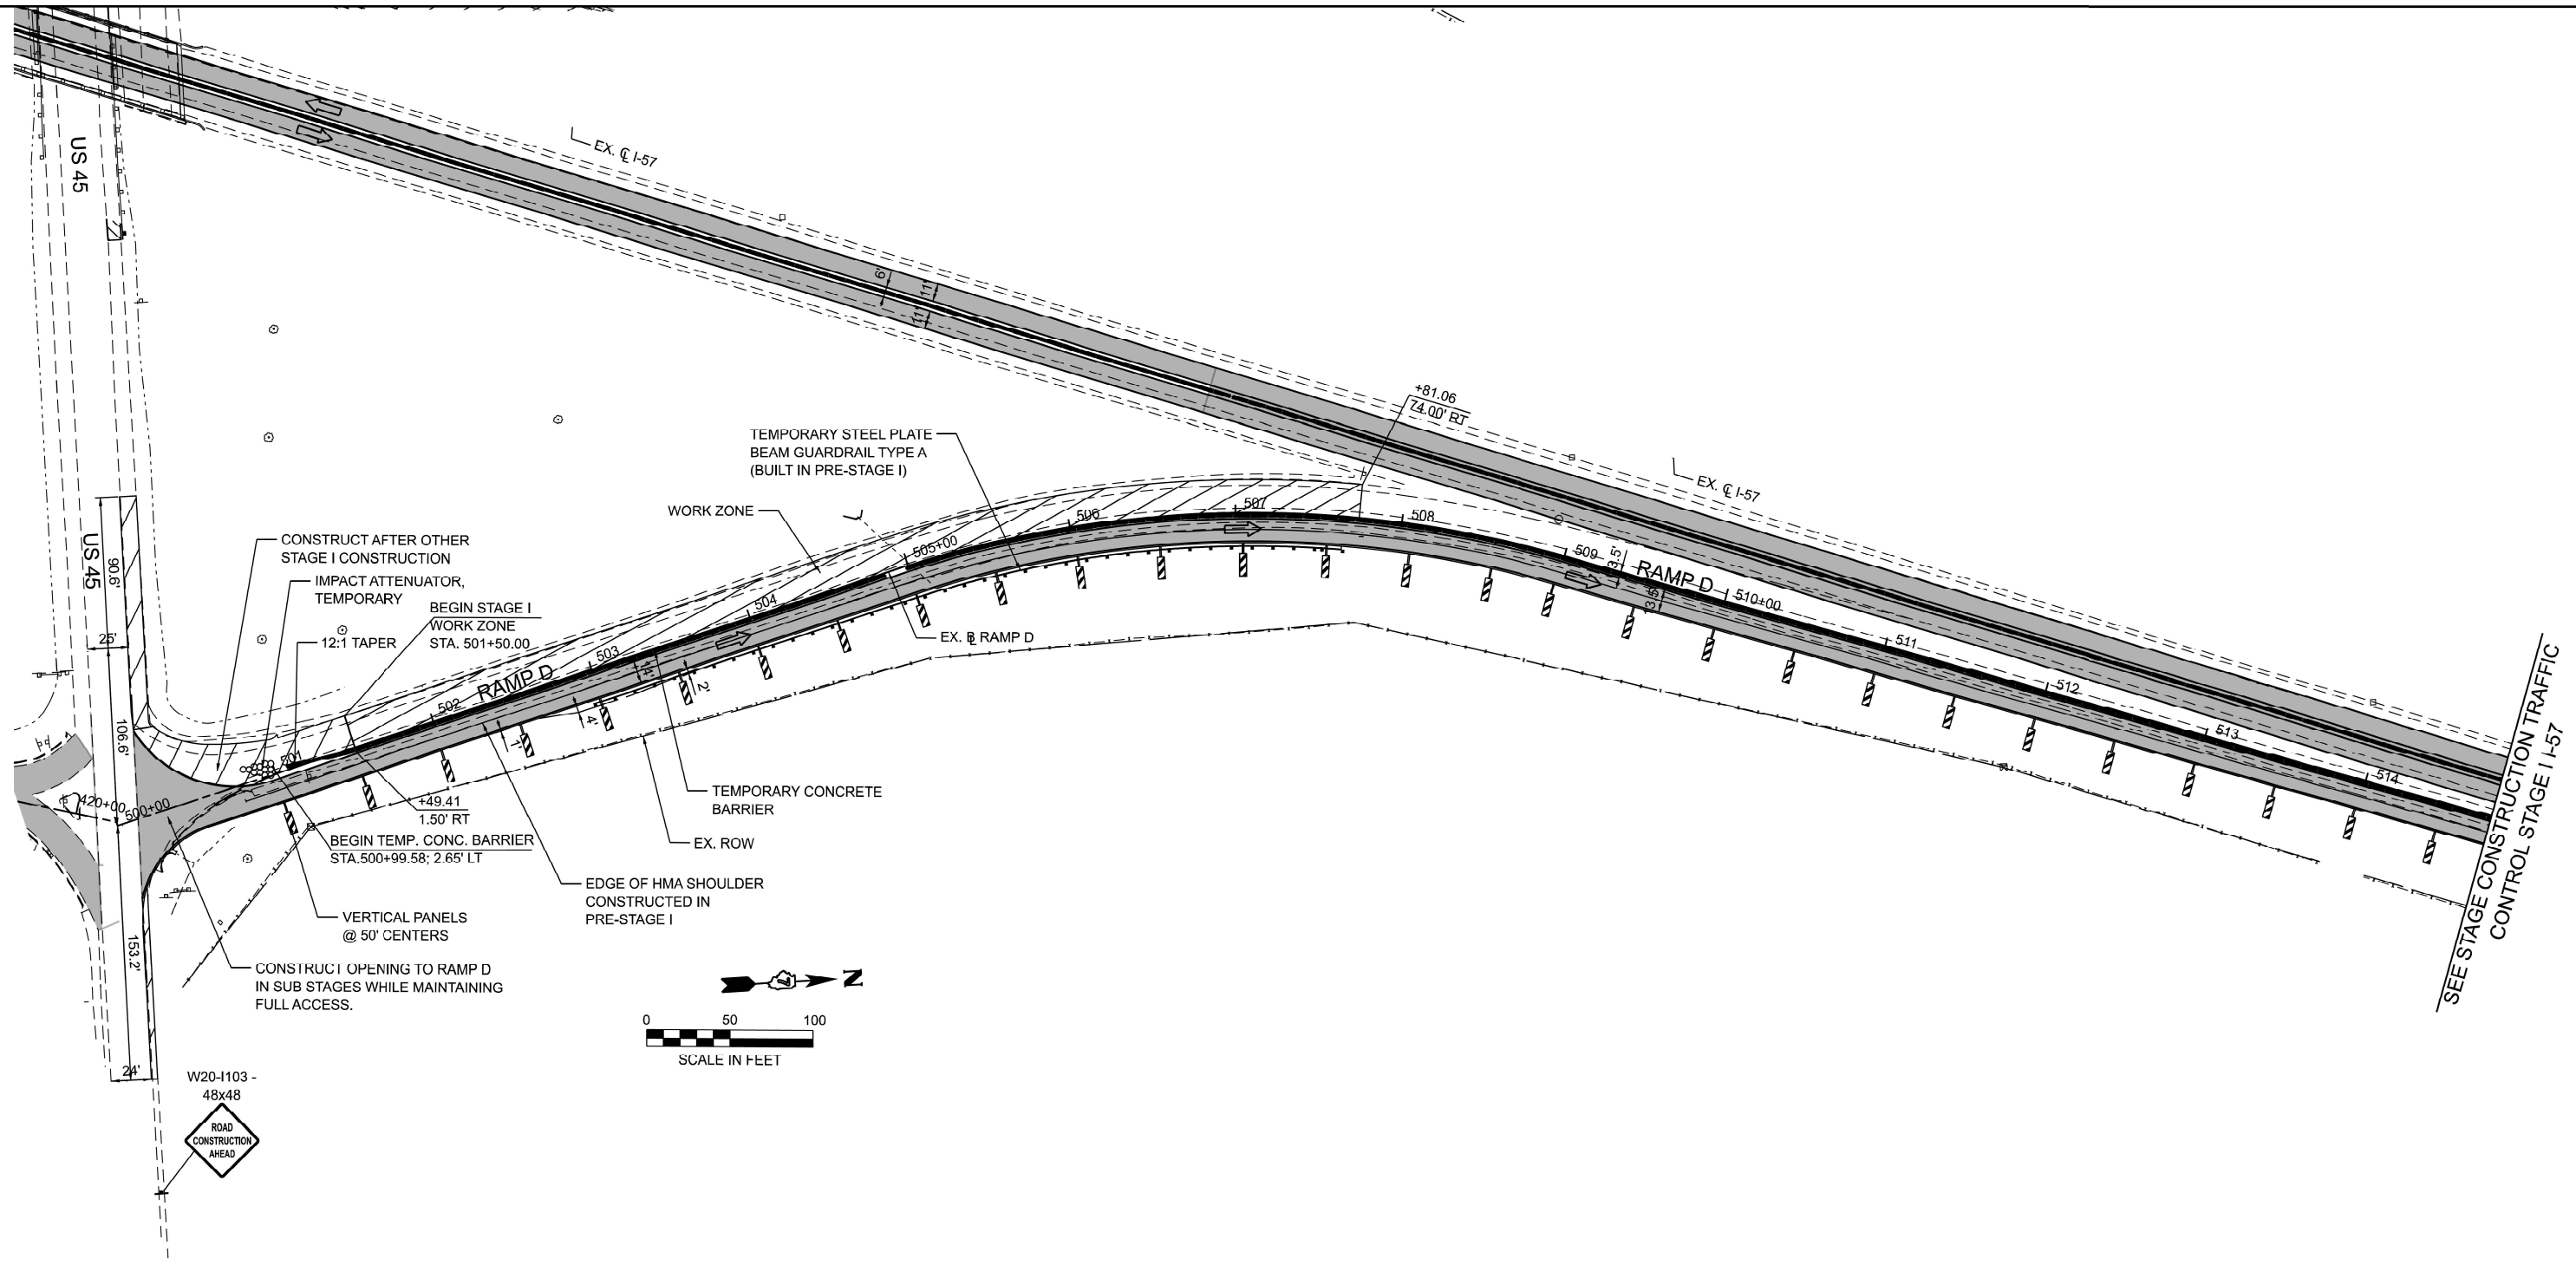 US 45
EX. ℄ I-57
6'
11'
11'
+81.06
74.00' RT
TEMPORARY STEEL PLATE
BEAM GUARDRAIL TYPE A
(BUILT IN PRE-STAGE I)
EX. ℄ I-57
WORK ZONE
505+00
506
507
508
509
13.5'
RAMP D
510+00
13.5'
511
512
513
514
US 45
90.6'
CONSTRUCT AFTER OTHER
STAGE I CONSTRUCTION
IMPACT ATTENUATOR,
TEMPORARY
BEGIN STAGE I
WORK ZONE
STA. 501+50.00
12:1 TAPER
504
EX. ⅊ RAMP D
25'
503
RAMP D
502
501
106.6'
2'
4'
420+00
500+00
+49.41
1.50' RT
TEMPORARY CONCRETE
BARRIER
BEGIN TEMP. CONC. BARRIER
STA.500+99.58; 2.65' LT
EX. ROW
EDGE OF HMA SHOULDER
CONSTRUCTED IN
PRE-STAGE I
VERTICAL PANELS
@ 50' CENTERS
153.2'
CONSTRUCT OPENING TO RAMP D
IN SUB STAGES WHILE MAINTAINING
FULL ACCESS.
N
0 50 100
SCALE IN FEET
24'
W20-I103 -
48x48
ROAD
CONSTRUCTION
AHEAD
SEE STAGE CONSTRUCTION TRAFFIC
CONTROL STAGE I I-57